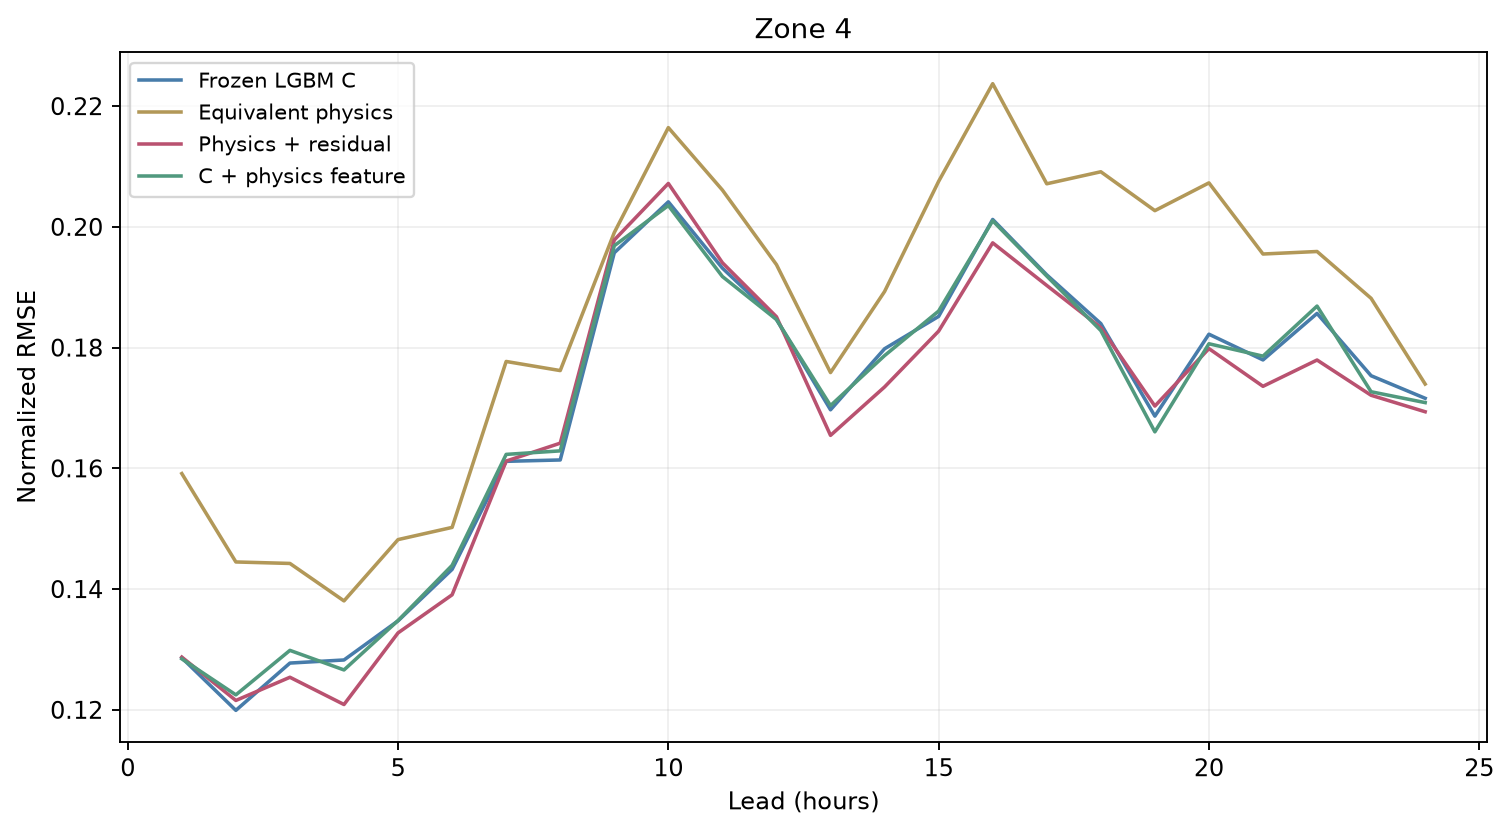 Zone 4
Frozen LGBM C
Equivalent physics
Physics + residual
C + physics feature
Normalized RMSE
0.22
0.20
0.18
0.16
0.14
0.12
0 5 10 15 20 25
Lead (hours)